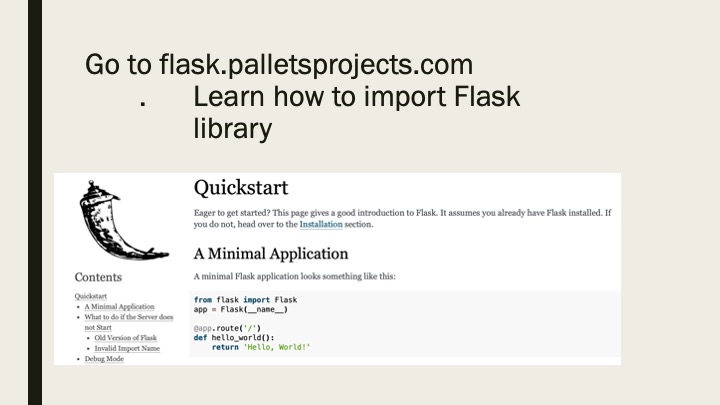 Go to flask.palletsprojects.com
. Learn how to import Flask
library
Quickstart
Eager to get started? This page gives a good introduction to Flask. It assumes you already have Flask installed. If
you do not, head over to the Installation section.
A Minimal Application
A minimal Flask application looks something like this:
from flask import Flask
app = Flask(__name__)
@app.route('/')
def hello_world():
    return 'Hello, World!'
Contents
Quickstart
• A Minimal Application
• What to do if the Server does
not Start
• Old Version of Flask
• Invalid Import Name
• Debug Mode